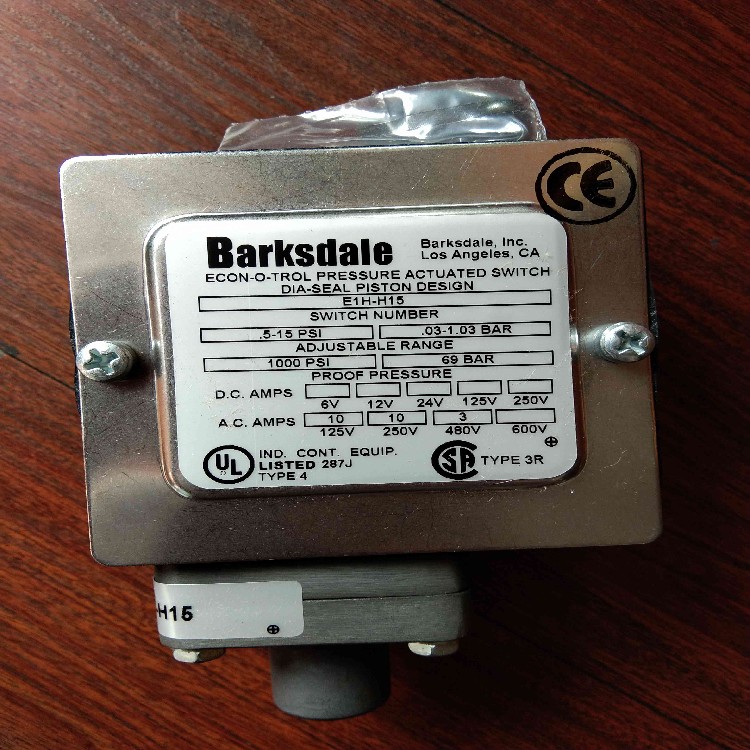 CE
Barksdale
Barksdale, Inc.
Los Angeles, CA
ECON-O-TROL PRESSURE ACTUATED SWITCH
DIA-SEAL PISTON DESIGN
E1H-H15
SWITCH NUMBER
.5-15 PSI .03-1.03 BAR
ADJUSTABLE RANGE
1000 PSI 69 BAR
PROOF PRESSURE
D.C. AMPS
6V 12V 24V 125V 250V
A.C. AMPS 10 10 3
125V 250V 480V 600V
UL IND. CONT. EQUIP.
LISTED 287J
TYPE 4
SA TYPE 3R
-H15